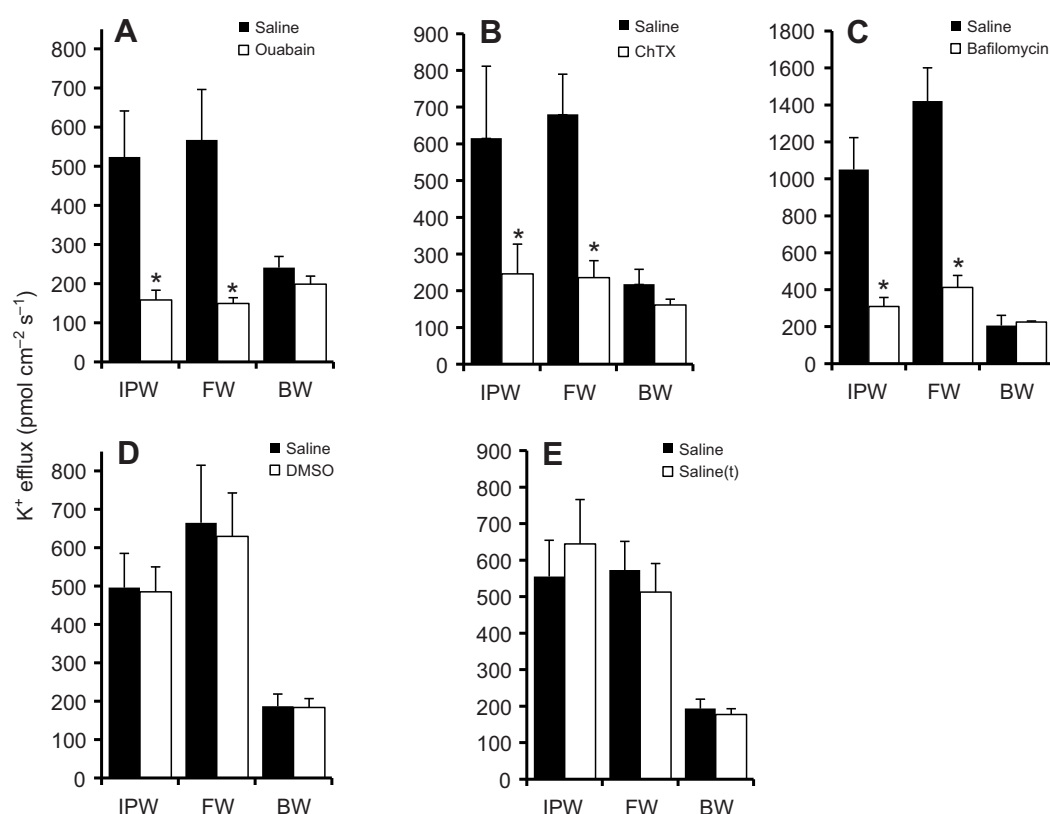 K⁺ efflux (pmol cm⁻² s⁻¹)
A
Saline
Ouabain
800
700
600
500
400
300
200
100
0
*
*
IPW FW BW
B
Saline
ChTX
900
800
700
600
500
400
300
200
100
0
*
*
IPW FW BW
C
Saline
Bafilomycin
1800
1600
1400
1200
1000
800
600
400
200
0
*
*
IPW FW BW
D
Saline
DMSO
800
700
600
500
400
300
200
100
0
IPW FW BW
E
Saline
Saline(t)
900
800
700
600
500
400
300
200
100
0
IPW FW BW